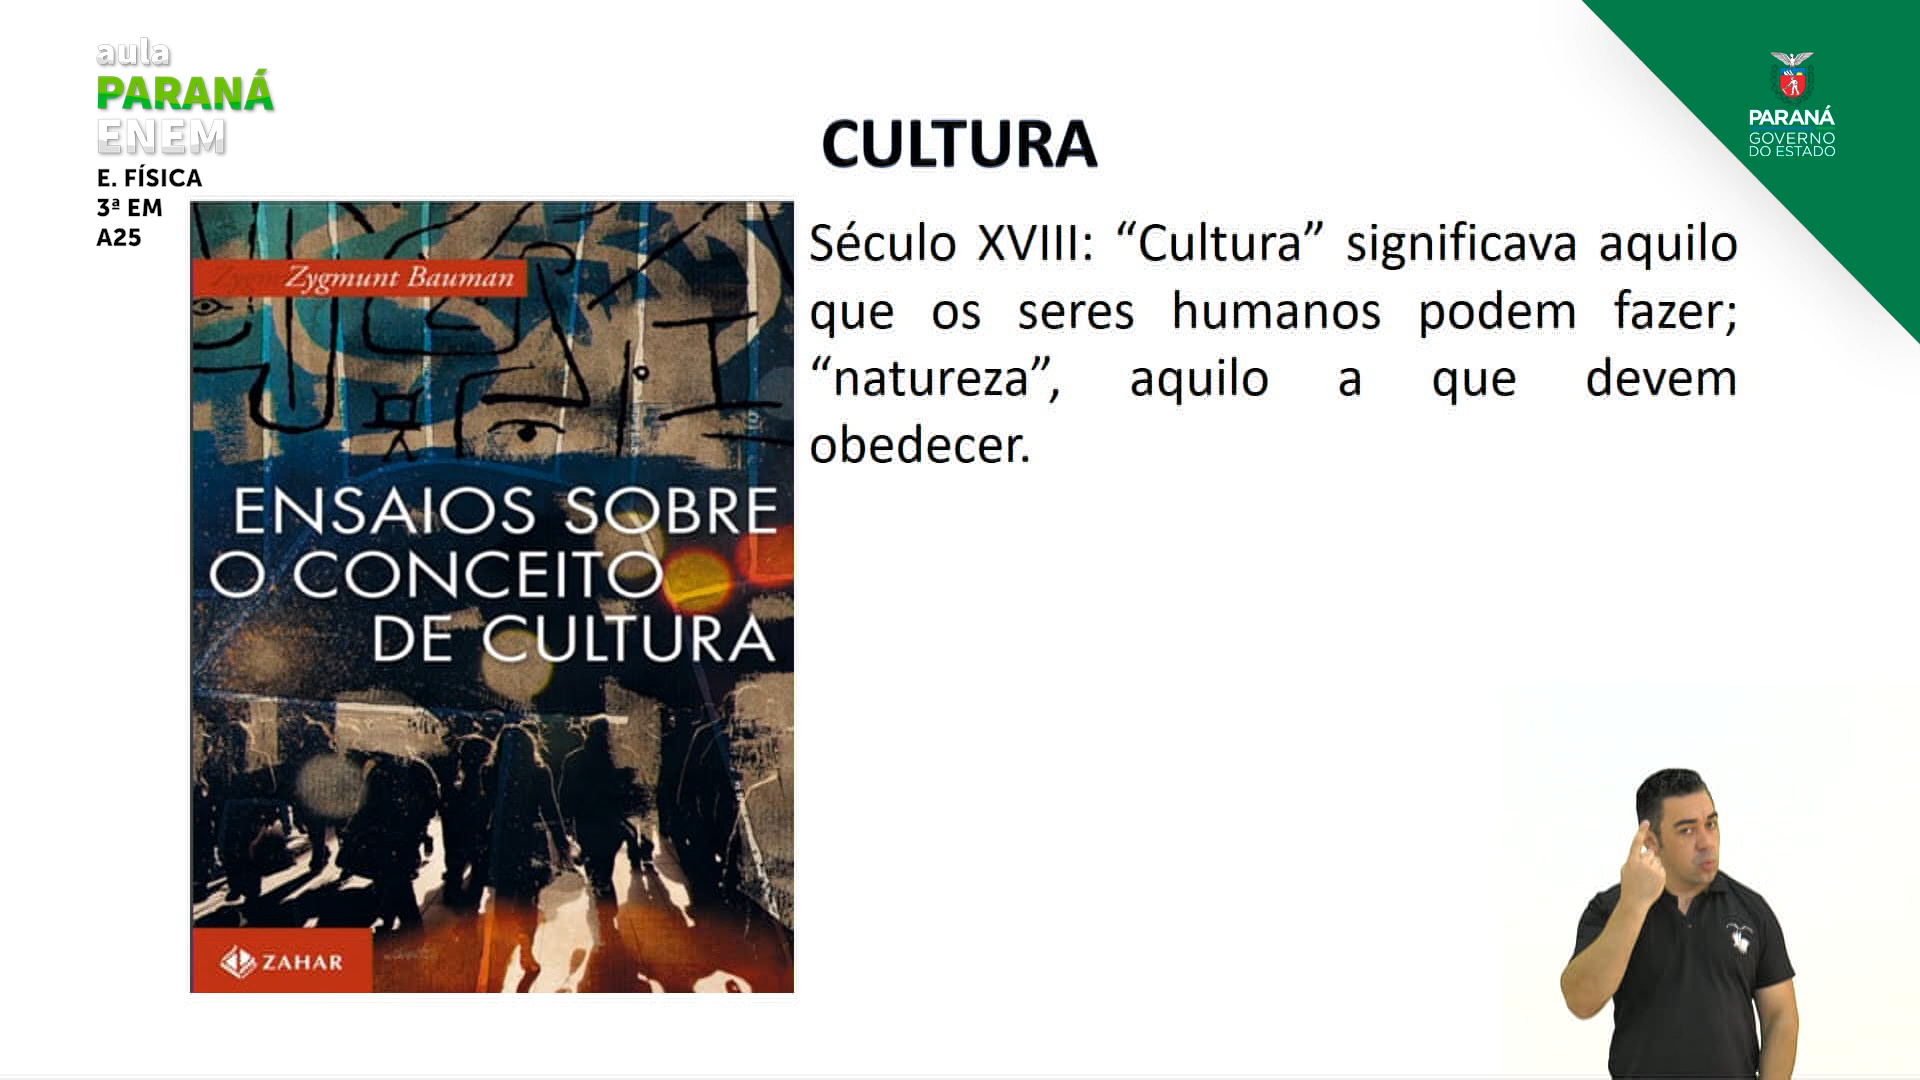 aula
PARANÁ
ENEM
E. FÍSICA
3ª EM
A25
CULTURA
PARANÁ
GOVERNO
DO ESTADO
Zygmunt Bauman
ENSAIOS SOBRE
O CONCEITO
DE CULTURA
ZAHAR
Século XVIII: “Cultura” significava aquilo
que os seres humanos podem fazer;
“natureza”, aquilo a que devem
obedecer.